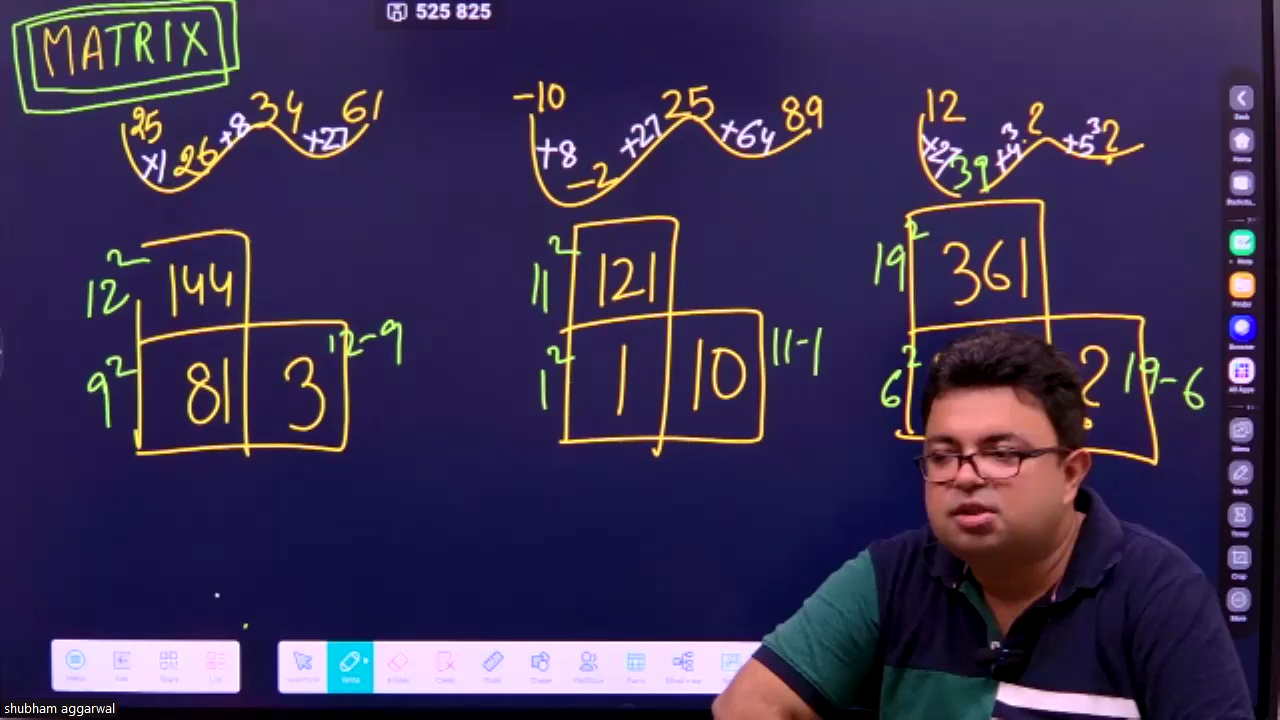 525 825
MATRIX
25 +1 26 +8 34 +27 61
-10 +8 -2 +27 25 +64 89
12 +27 39 +4³ ? +5³ ?
12² 144
9² 81 3 12-9
11² 121
1² 1 10 11-1
19² 361
6² ? 19-6
shubham aggarwal